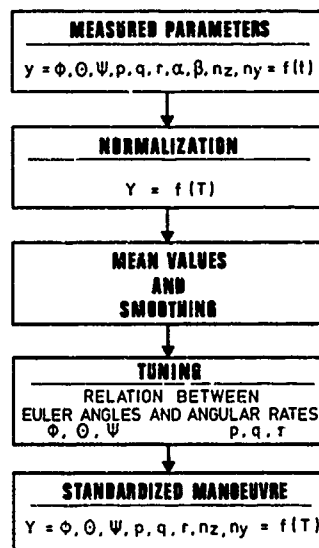 MEASURED PARAMETERS
y = Φ, Θ, Ψ, p, q, r, α, β, nz, ny = f(t)
NORMALIZATION
Y = f(T)
MEAN VALUES
AND
SMOOTHING
TUNING
RELATION BETWEEN
EULER ANGLES AND ANGULAR RATES
Φ, Θ, Ψ p, q, r
STANDARDIZED MANOEUVRE
Y = Φ, Θ, Ψ, p, q, r, nz, ny = f(T)